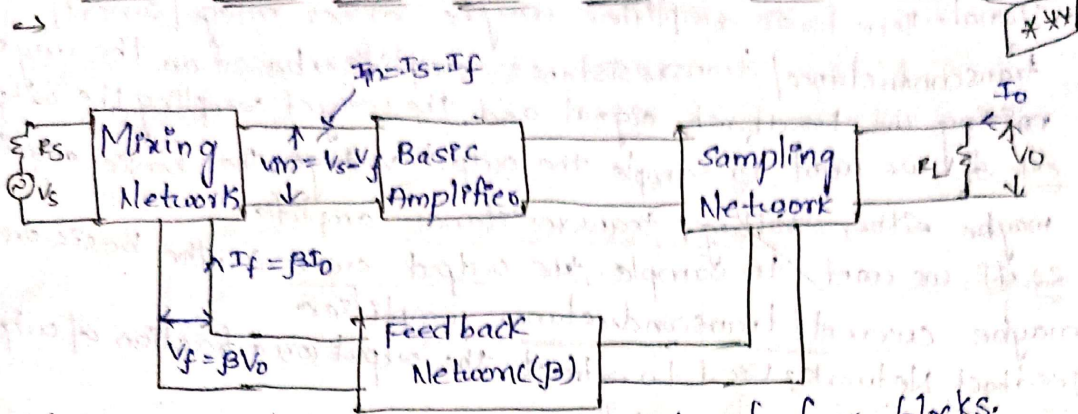 ***
Iin=Is-If
Io
Rs
Vs
Mixing
Network
Vin = Vs-Vf
Basic
Amplifier
Sampling
Network
RL
Vo
If = βIo
Vf = βVo
Feed back
Network(β)
blocks.